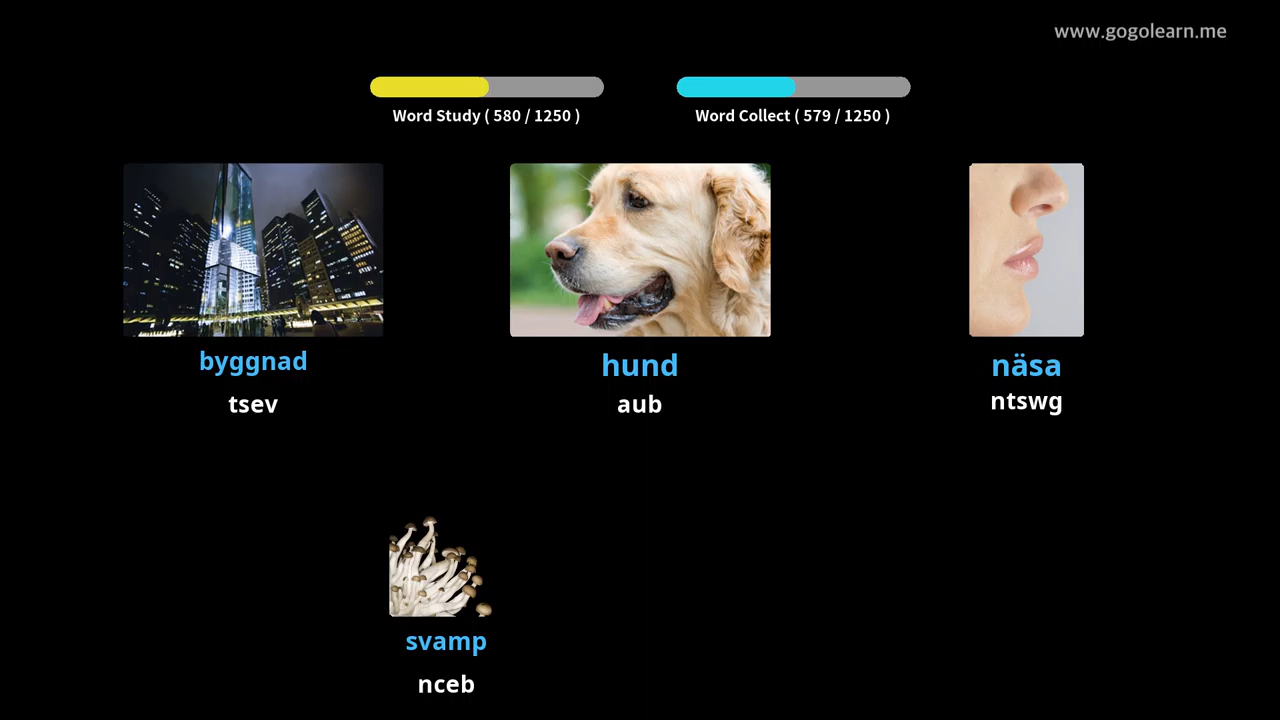 www.gogolearn.me
Word Study ( 580 / 1250 )
Word Collect ( 579 / 1250 )
byggnad
tsev
hund
aub
näsa
ntswg
svamp
nceb